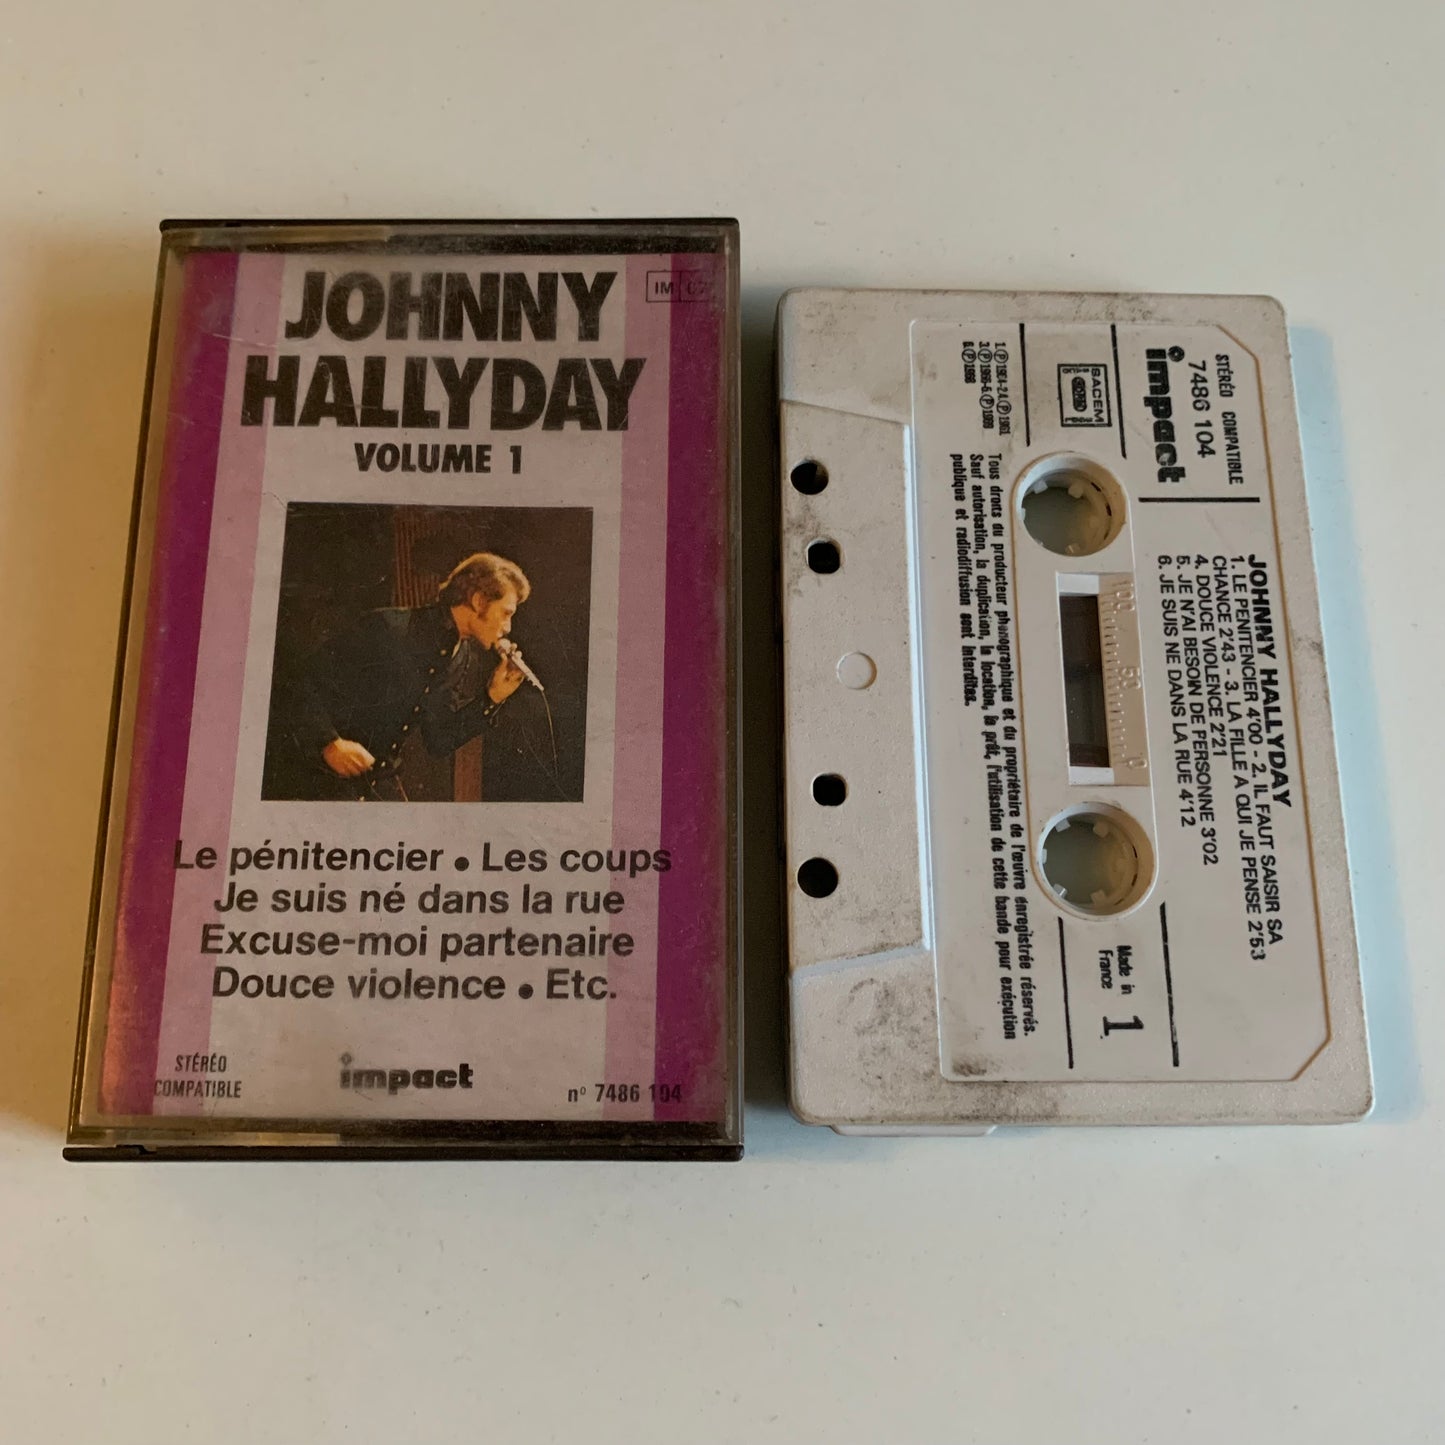 JOHNNY
HALLYDAY
VOLUME 1
IM
Le pénitencier • Les coups
Je suis né dans la rue
Excuse-moi partenaire
Douce violence • Etc.
STÉRÉO
COMPATIBLE
impact
nº 7486 104
STÉRÉO COMPATIBLE
7486 104
impact
SACEM
JOHNNY HALLYDAY
1. LE PENITENCIER 4'00 - 2. IL FAUT SAISIR SA
CHANCE 2'43 - 3. LA FILLE A QUI JE PENSE 2'53
4. DOUCE VIOLENCE 2'21
5. JE N'AI BESOIN DE PERSONNE 3'02
6. JE SUIS NE DANS LA RUE 4'12
100 50 0
Made in
France
1
Tous droits du producteur phonographique et du propriétaire de l'œuvre enregistrée réservés.
Sauf autorisation, la duplication, la location, le prêt, l'utilisation de cette bande pour exécution
publique et radiodiffusion sont interdites.